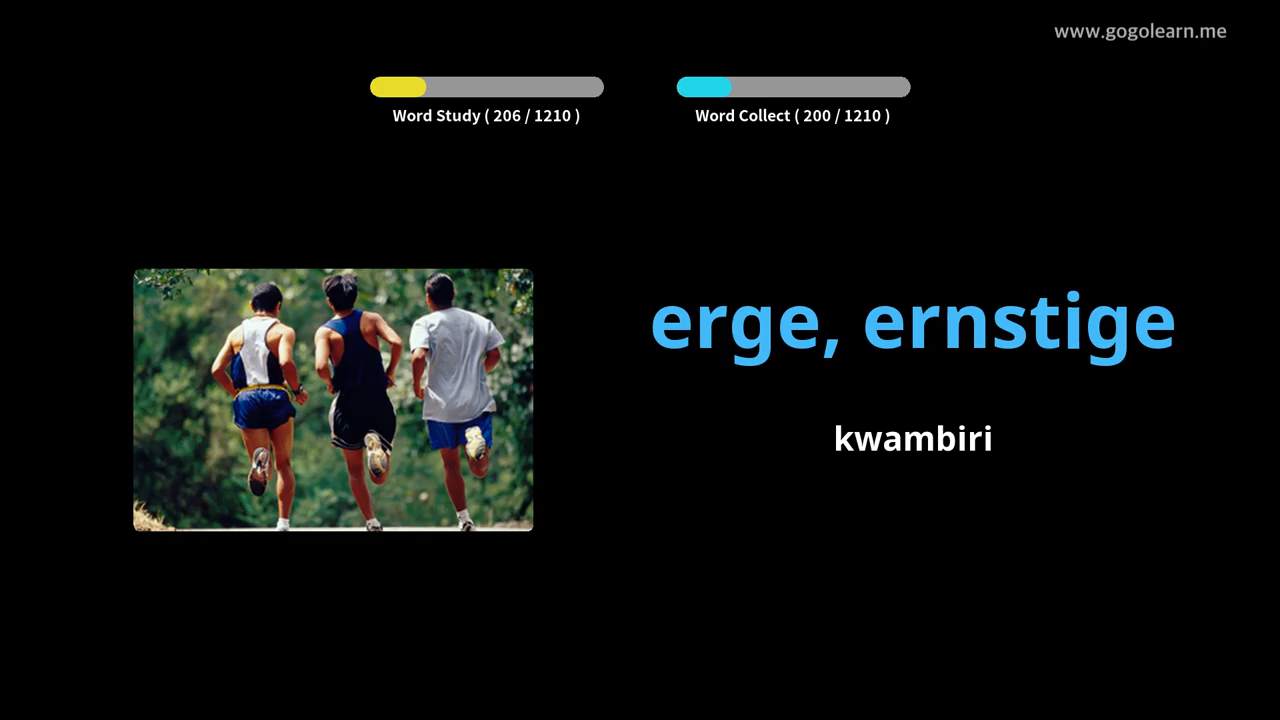 www.gogolearn.me
Word Study ( 206 / 1210 )
Word Collect ( 200 / 1210 )
erge, ernstige
kwambiri